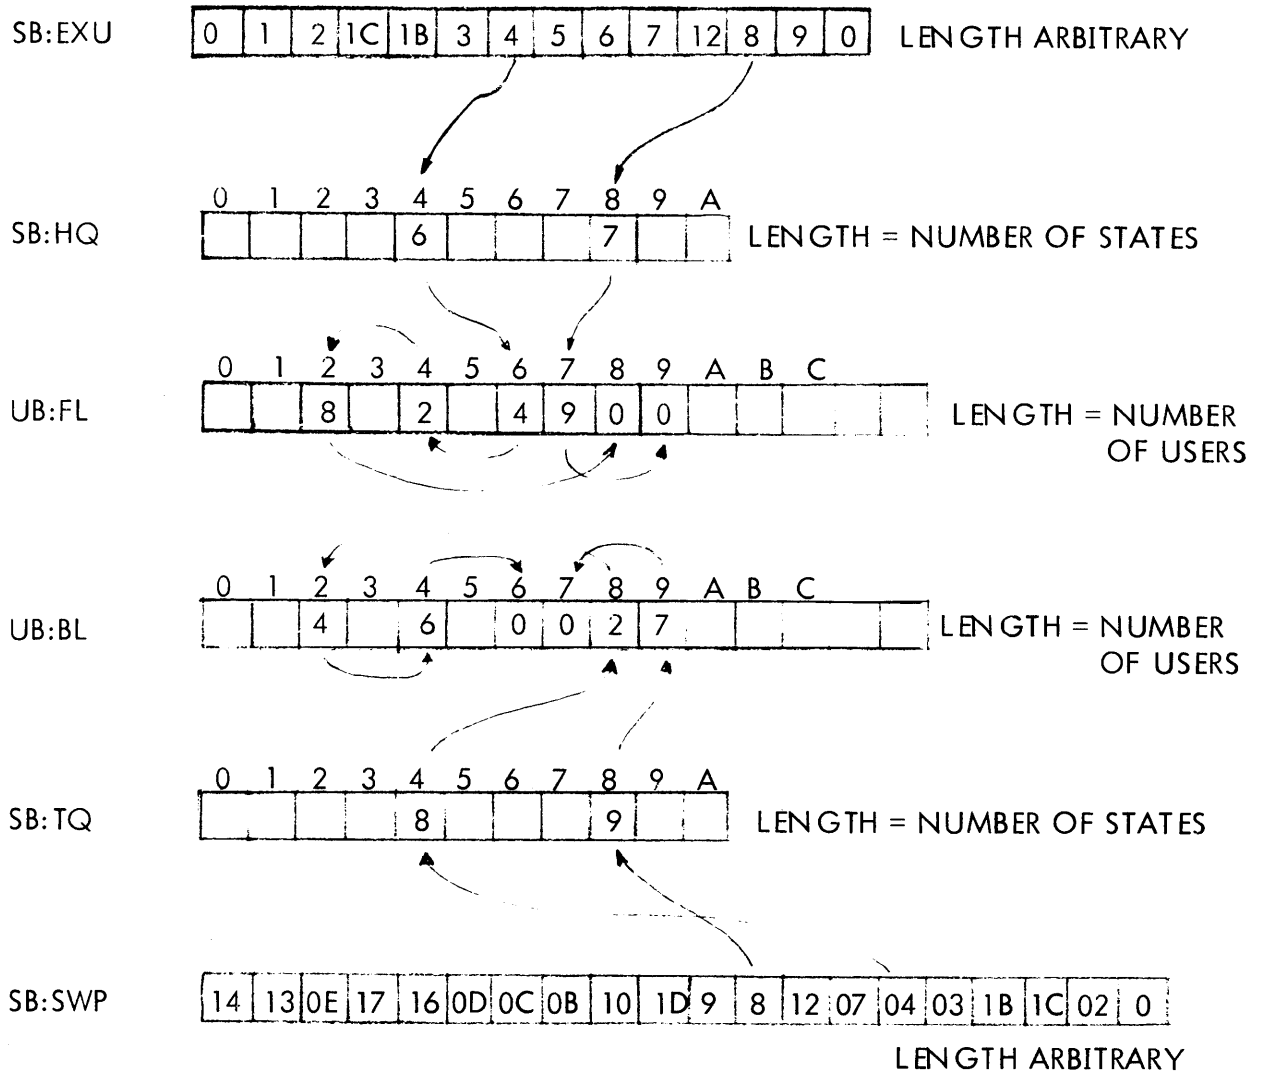 SB:EXU 0 1 2 1C 1B 3 4 5 6 7 12 8 9 0 LENGTH ARBITRARY
0 1 2 3 4 5 6 7 8 9 A
SB:HQ 6 7 LENGTH = NUMBER OF STATES
0 1 2 3 4 5 6 7 8 9 A B C
UB:FL 8 2 4 9 0 0 LENGTH = NUMBER
OF USERS
0 1 2 3 4 5 6 7 8 9 A B C
UB:BL 4 6 0 0 2 7 LENGTH = NUMBER
OF USERS
0 1 2 3 4 5 6 7 8 9 A
SB:TQ 8 9 LENGTH = NUMBER OF STATES
SB:SWP 14 13 0E 17 16 0D 0C 0B 10 1D 9 8 12 07 04 03 1B 1C 02 0
LENGTH ARBITRARY